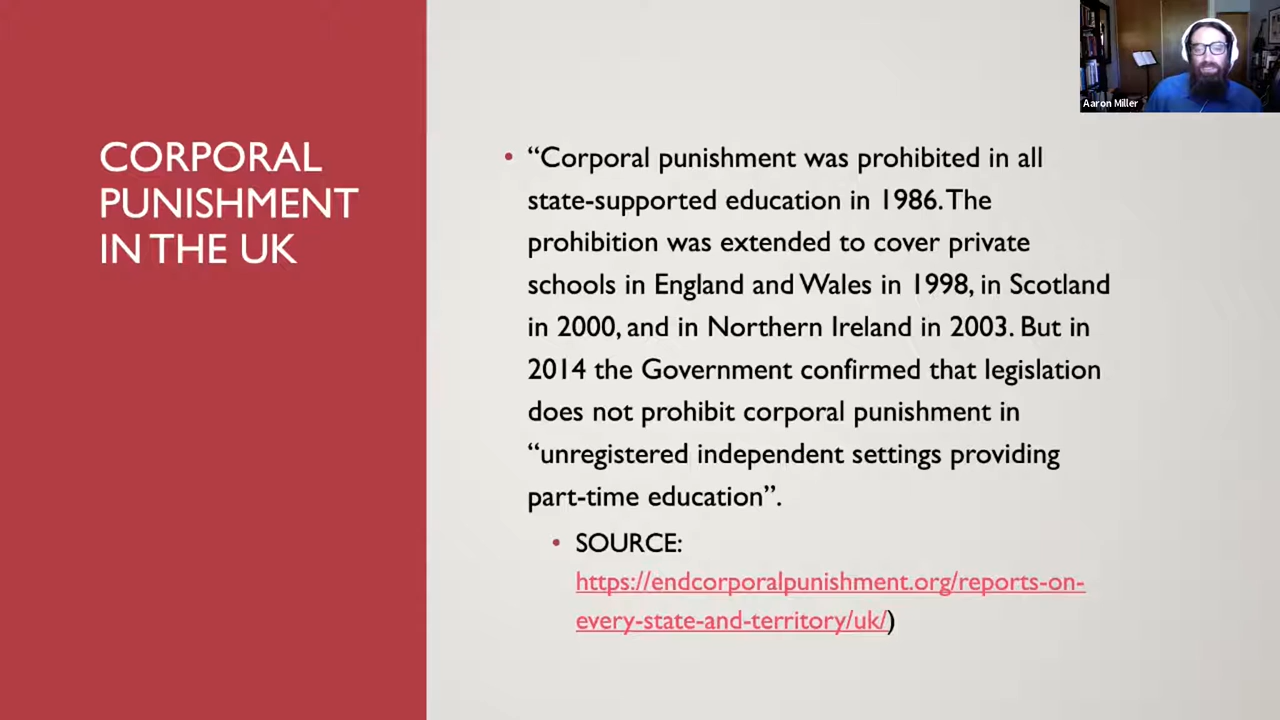 CORPORAL
PUNISHMENT
IN THE UK
Aaron Miller
• “Corporal punishment was prohibited in all
state-supported education in 1986. The
prohibition was extended to cover private
schools in England and Wales in 1998, in Scotland
in 2000, and in Northern Ireland in 2003. But in
2014 the Government confirmed that legislation
does not prohibit corporal punishment in
“unregistered independent settings providing
part-time education”.
• SOURCE:
https://endcorporalpunishment.org/reports-on-
every-state-and-territory/uk/)